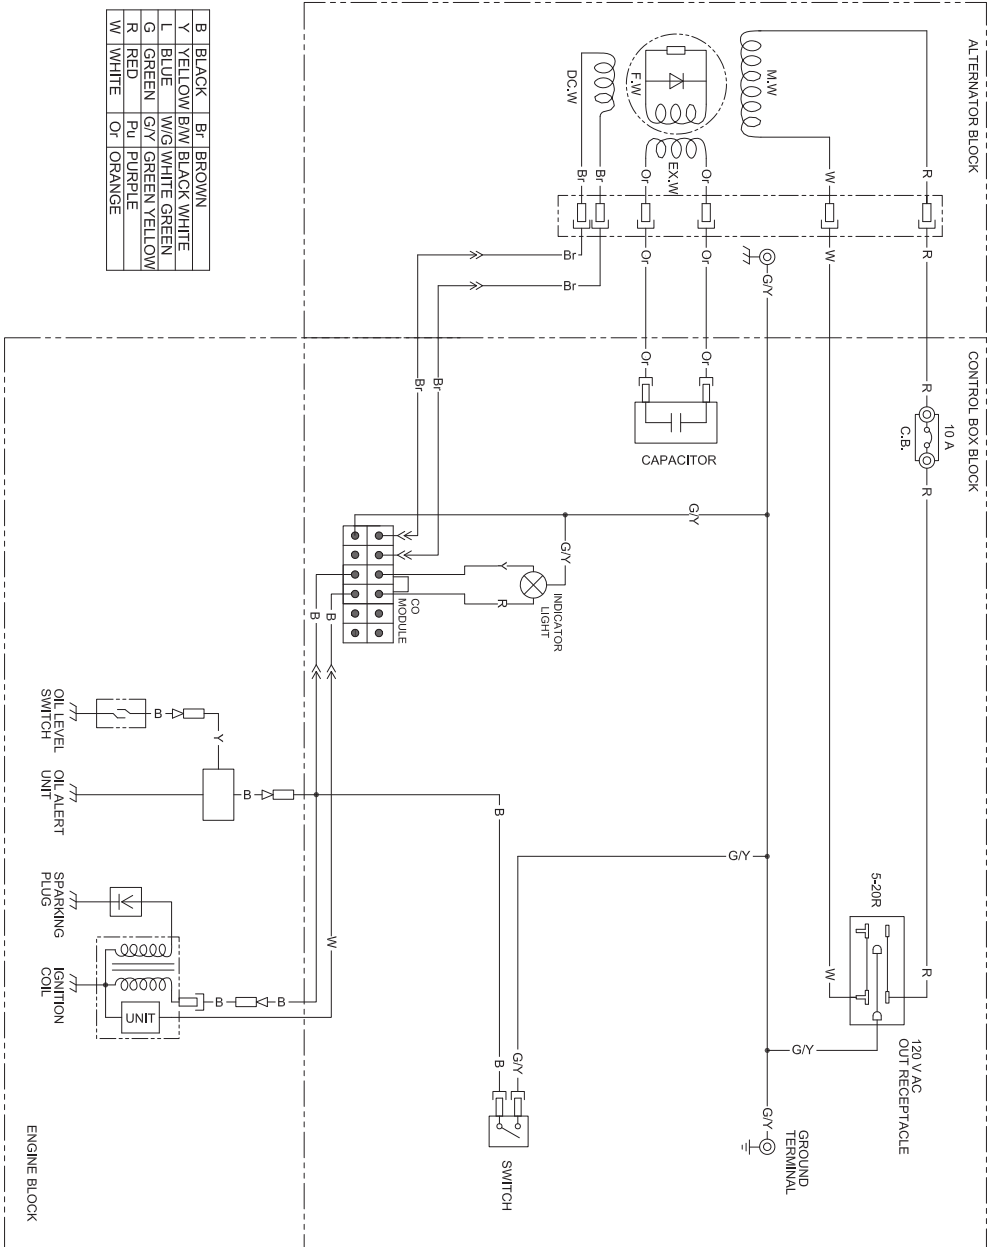 ALTERNATOR BLOCK
M.W
F.W
EX.W
DC.W
R
W
Or
Or
Br
Br
R
W
G/Y
Br
Br
B BLACK Br BROWN
Y YELLOW B/W BLACK WHITE
L BLUE W/G WHITE GREEN
G GREEN G/Y GREEN YELLOW
R RED Pu PURPLE
W WHITE Or ORANGE
CONTROL BOX BLOCK
R
10 A
C.B.
R
Or
Or
CAPACITOR
Br
Br
G/Y
G/Y
INDICATOR
LIGHT
Y
R
CO
MODULE
B
B
G/Y
B
5-20R
R
W
120 V AC
OUT RECEPTACLE
G/Y
G/Y
GROUND
TERMINAL
G/Y
B
SWITCH
OIL LEVEL
SWITCH
B
Y
OIL ALERT
UNIT
B
SPARKING
PLUG
IGNITION
COIL
UNIT
W
B
B
ENGINE BLOCK